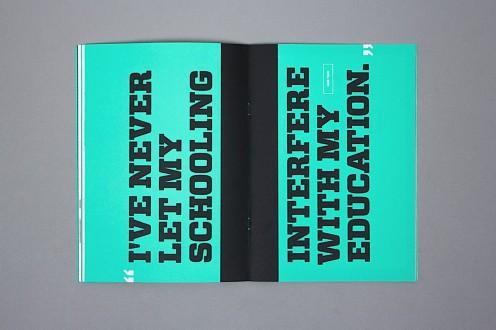 “I'VE NEVER
LET MY
SCHOOLING
INTERFERE
WITH MY
EDUCATION.”